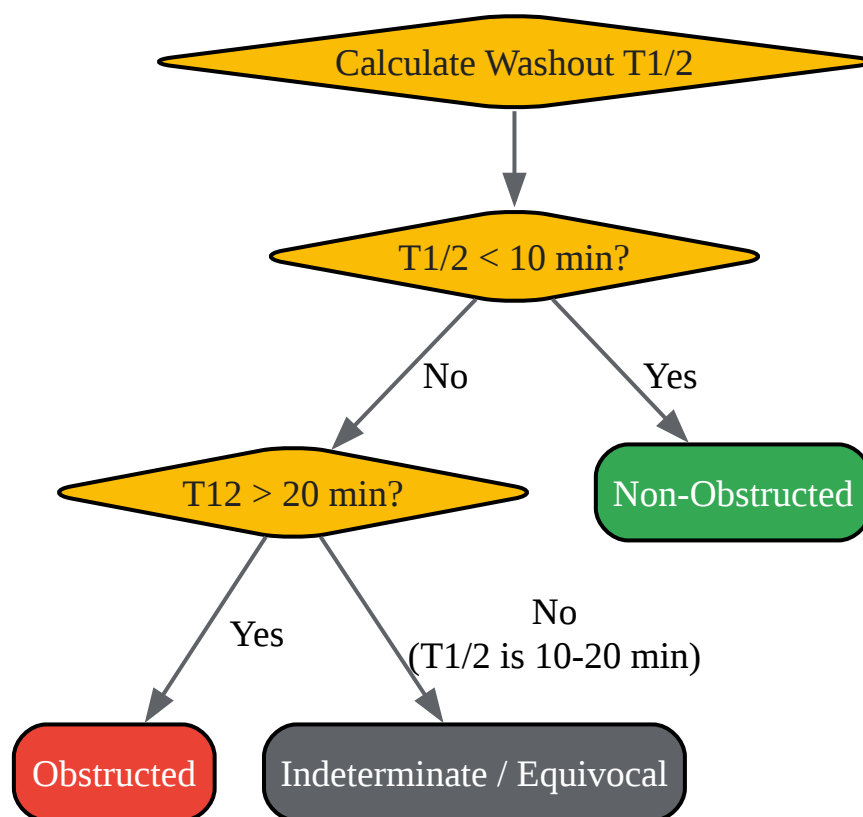 Calculate Washout T1/2
T1/2 < 10 min?
No
Yes
T12 > 20 min?
Non-Obstructed
Yes
No
(T1/2 is 10-20 min)
Obstructed
Indeterminate / Equivocal